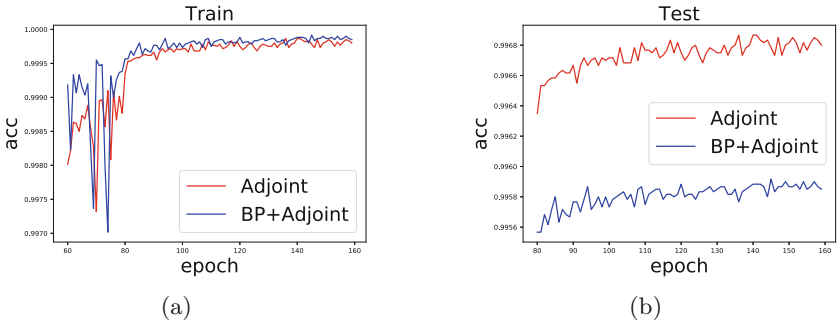 Train
acc
1.0000
0.9995
0.9990
0.9985
0.9980
0.9975
0.9970
60 80 100 120 140 160
epoch
Adjoint
BP+Adjoint
(a)
Test
acc
0.9968
0.9966
0.9964
0.9962
0.9960
0.9958
0.9956
80 90 100 110 120 130 140 150 160
epoch
Adjoint
BP+Adjoint
(b)